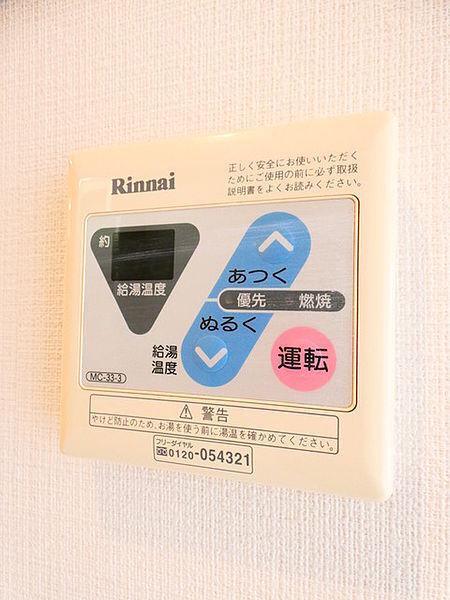 Rinnai
正しく安全にお使いいただく
ためにご使用の前に必ず取扱
説明書をよくお読みください。
約
給湯温度
あつく
優先 燃焼
ぬるく
給湯
温度
運転
MC-33-3
警告
やけど防止のため、お湯を使う前に湯温を確かめてください。
フリーダイヤル
0120-054321